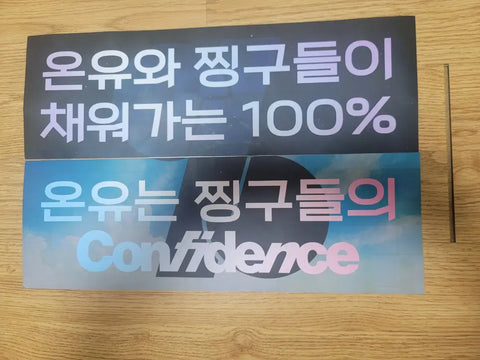 온유와 찡구들이
채워가는 100%
온유는 찡구들의
Confidence